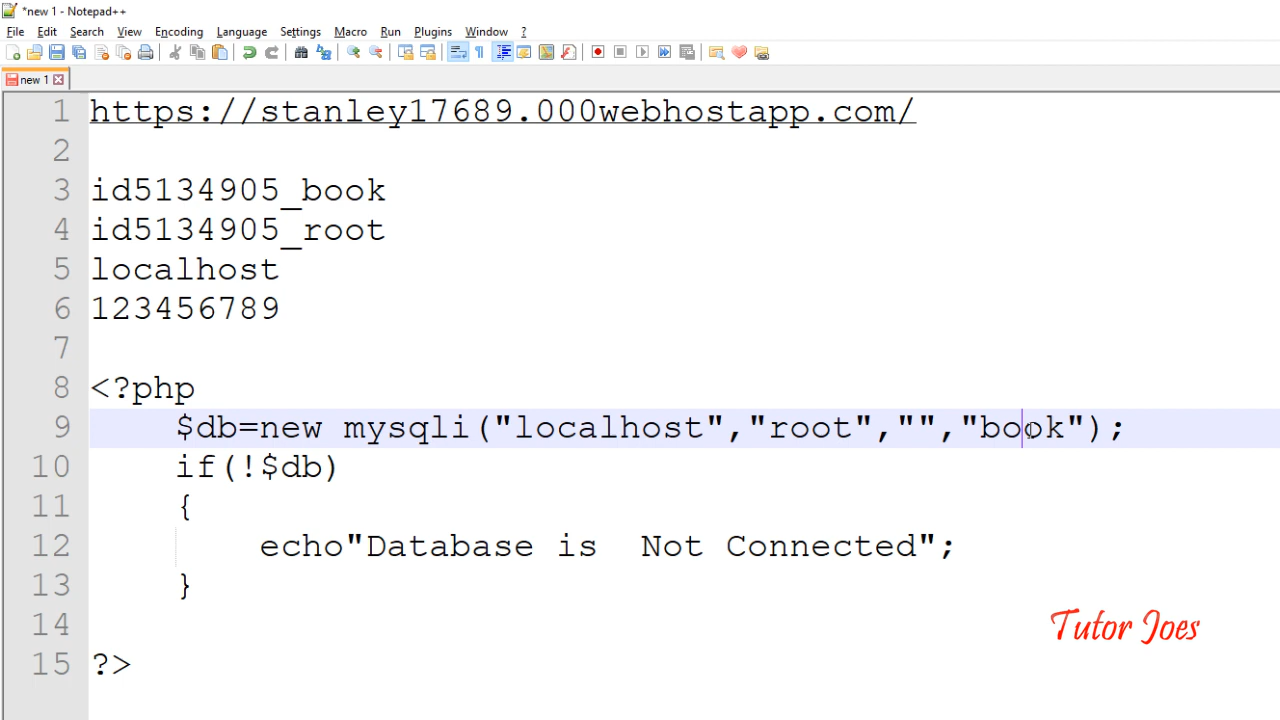 *new 1 - Notepad++
File Edit Search View Encoding Language Settings Macro Run Plugins Window ?
new 1
1 https://stanley17689.000webhostapp.com/
2
3 id5134905_book
4 id5134905_root
5 localhost
6 123456789
7
8 <?php
9 $db=new mysqli("localhost","root","","book");
10 if(!$db)
11 {
12 echo"Database is  Not Connected";
13 }
14
15 ?>
Tutor Joes